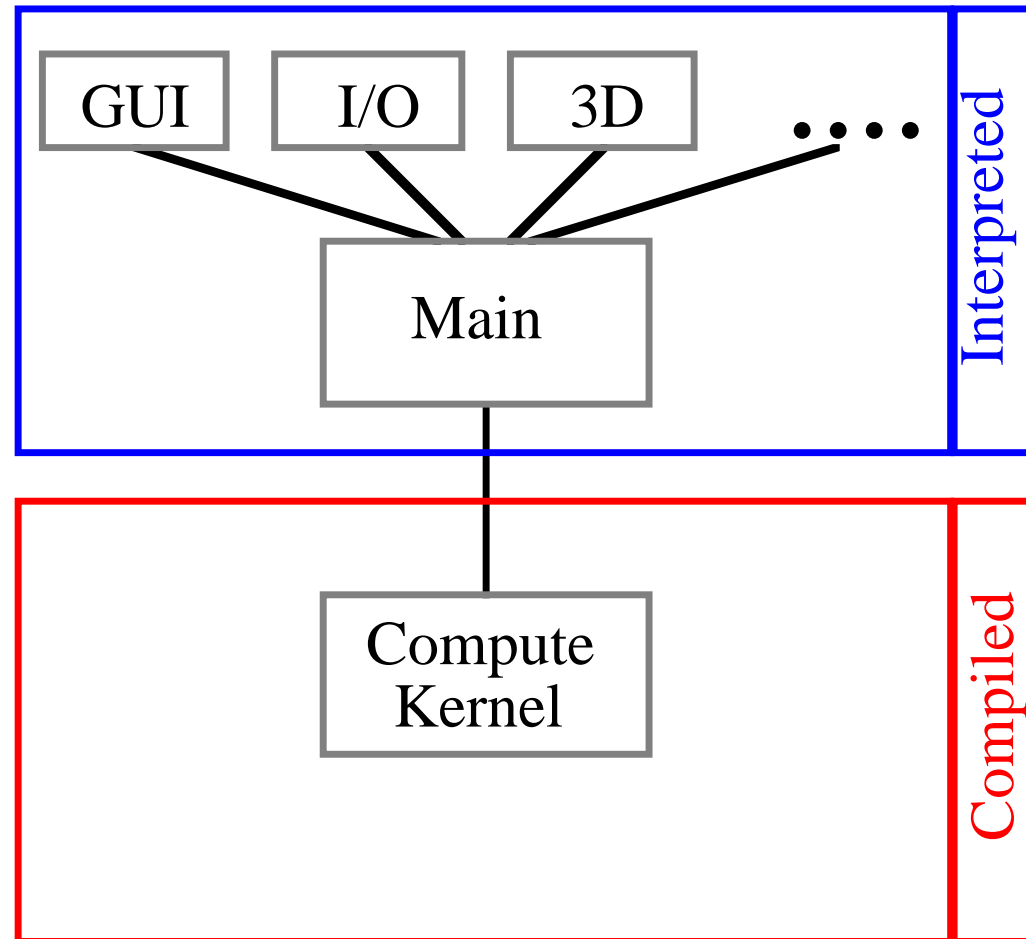 GUI
I/O
3D
....
Main
Interpreted
Compute
Kernel
Compiled